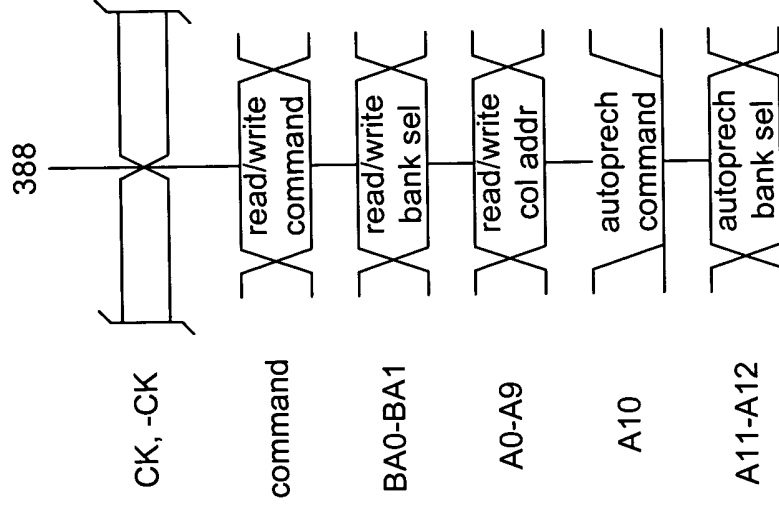 388
CK, -CK
command
read/write
command
BA0-BA1
read/write
bank sel
A0-A9
read/write
col addr
A10
autoprech
command
A11-A12
autoprech
bank sel